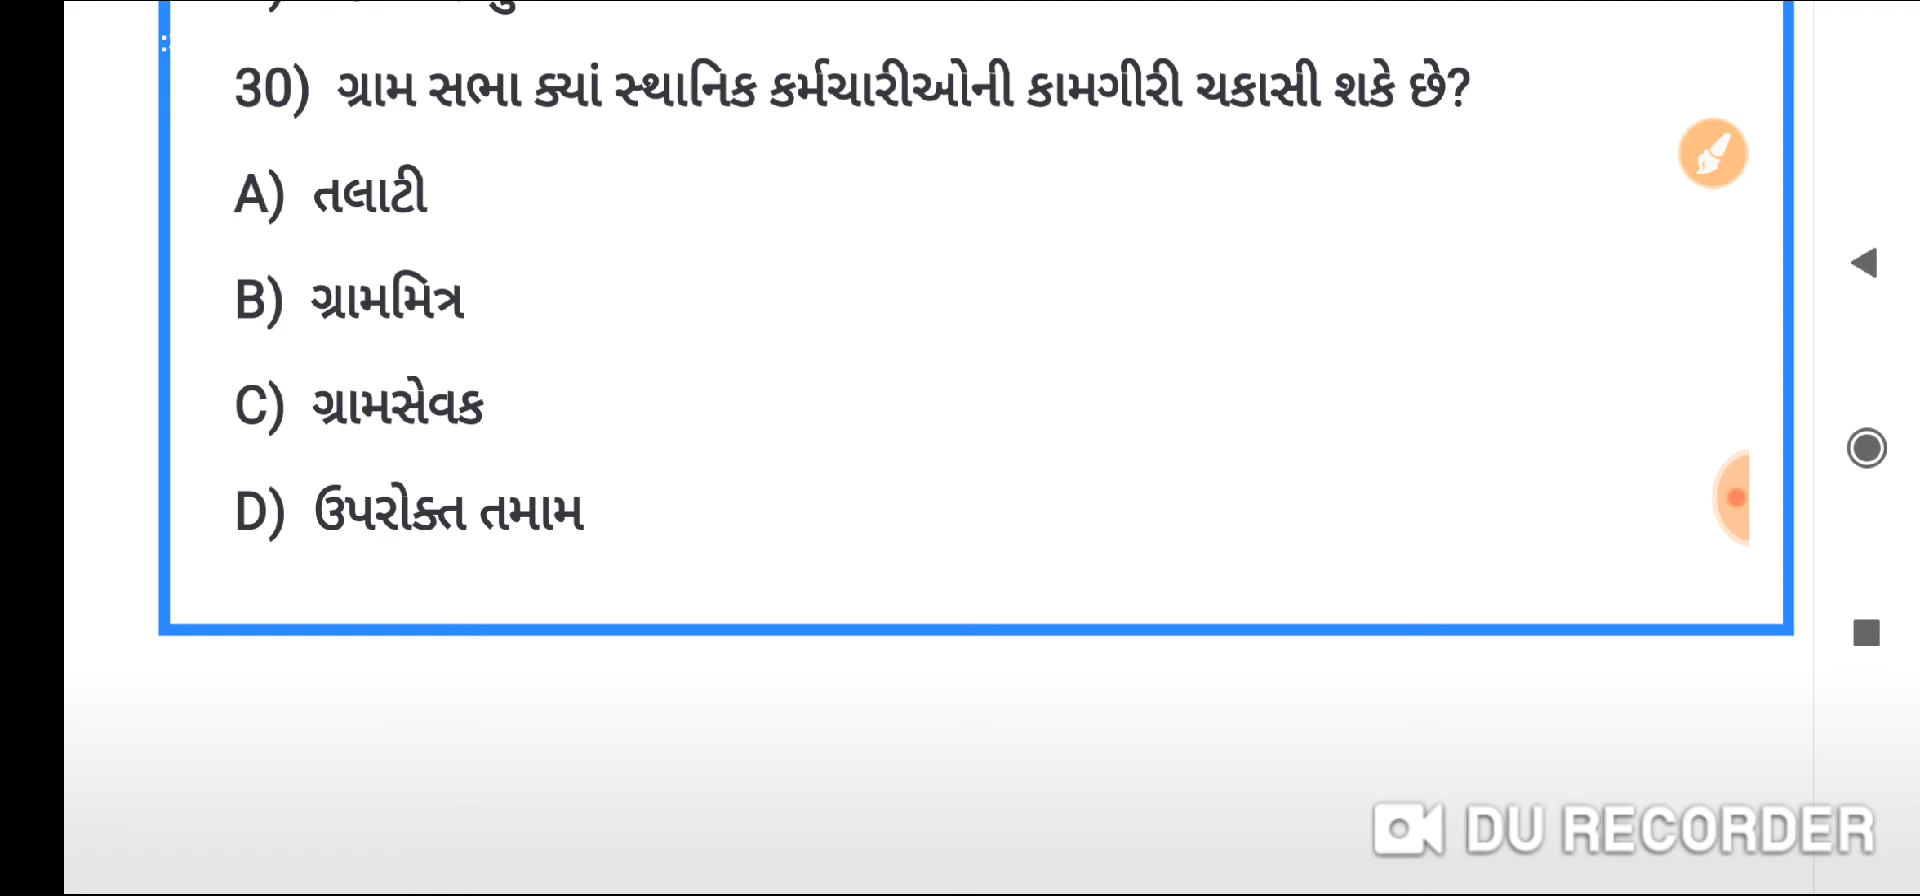 30) ગ્રામ સભા ક્યાં સ્થાનિક કર્મચારીઓની કામગીરી ચકાસી શકે છે?
A) તલાટી
B) ગ્રામમિત્ર
C) ગ્રામસેવક
D) ઉપરોક્ત તમામ
DU RECORDER